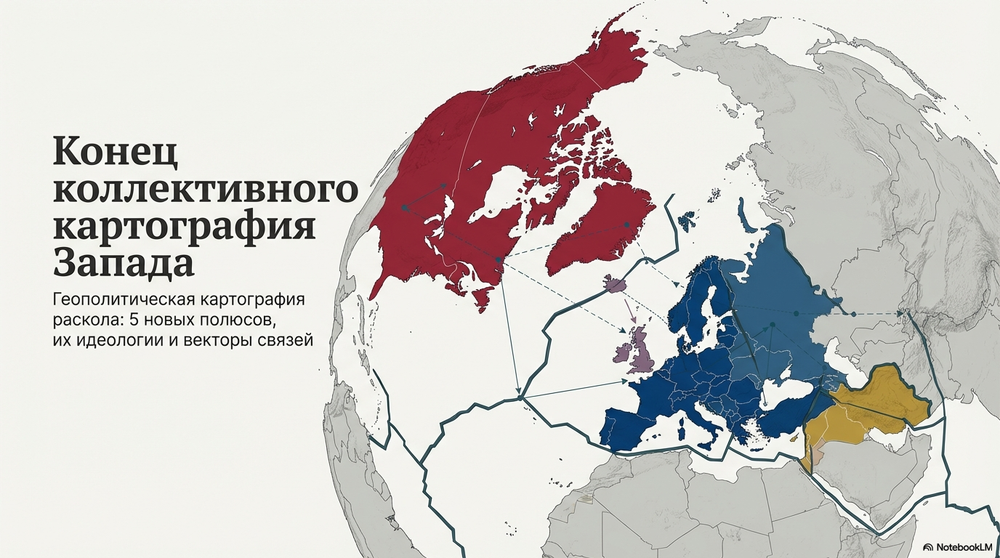 Конец
коллективного
картография
Запада
Геополитическая картография
раскола: 5 новых полюсов,
их идеологии и векторы связей
NotebookLM